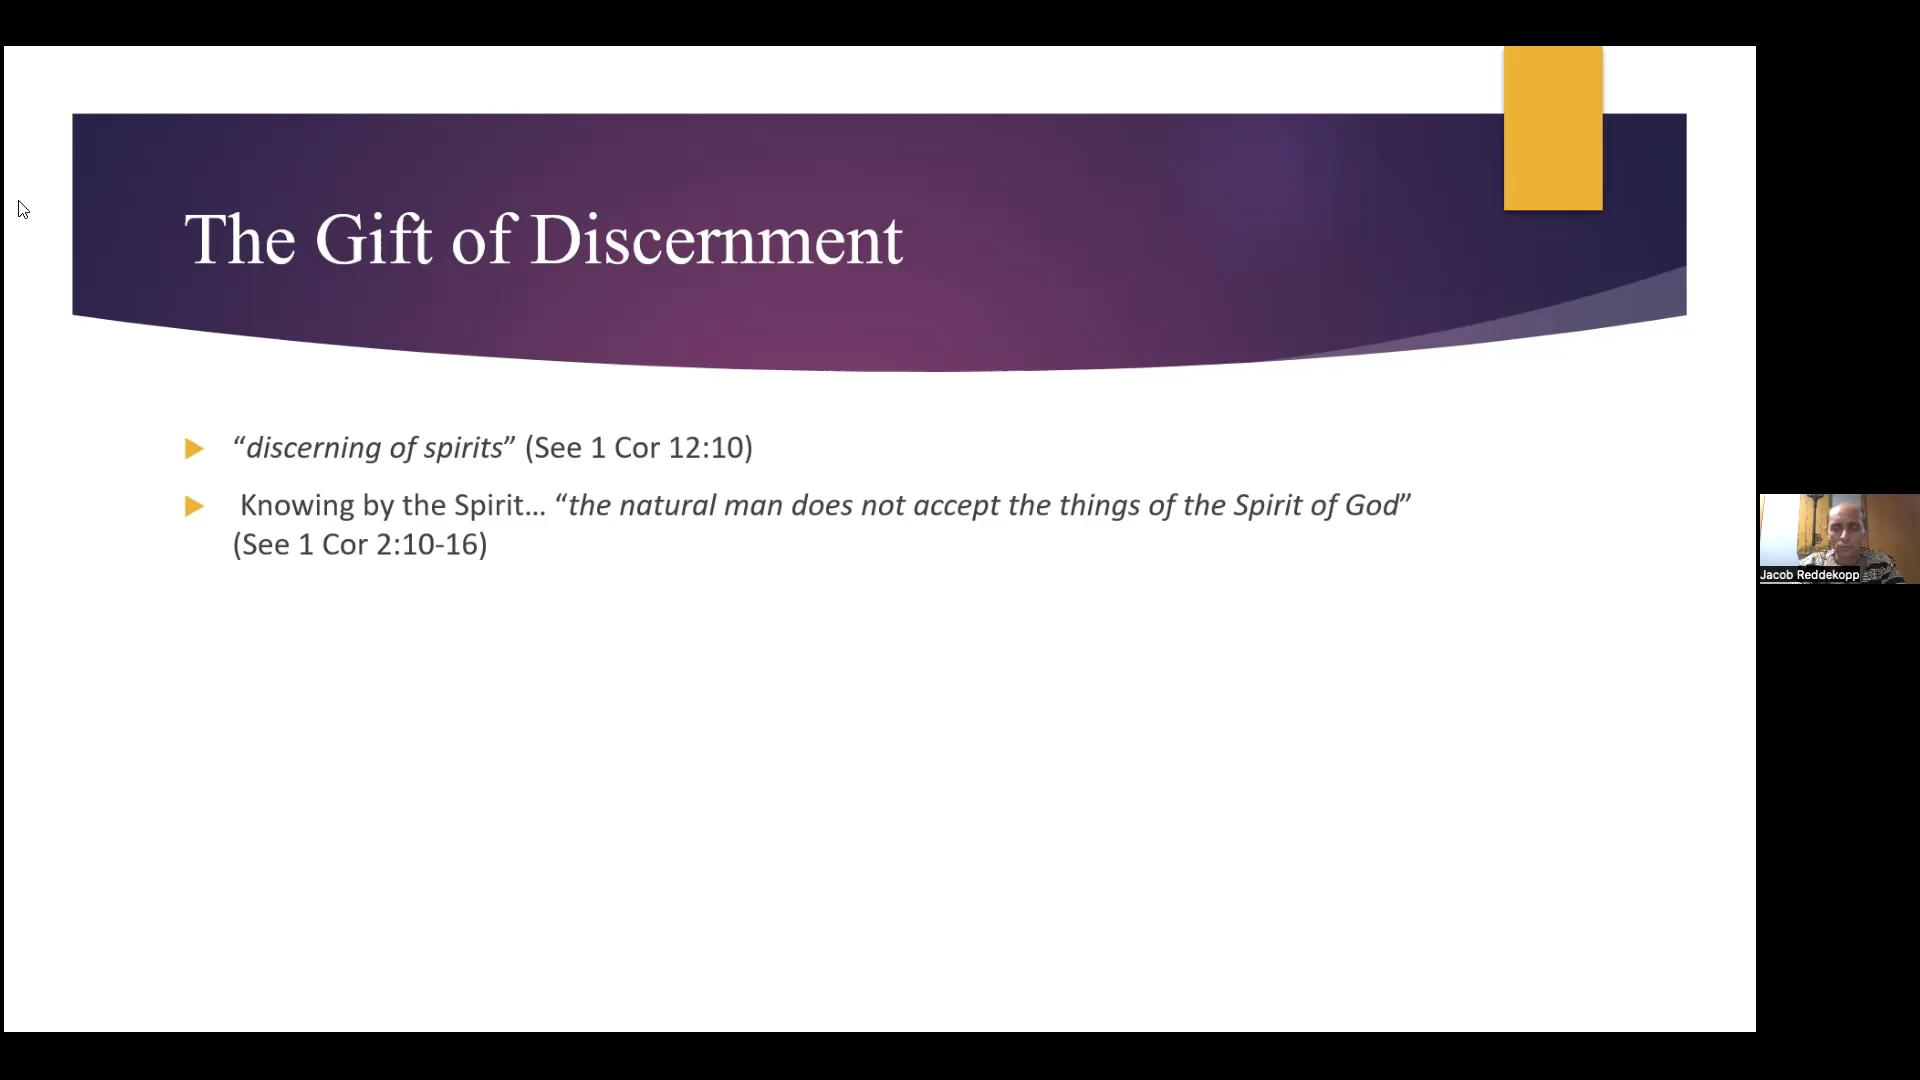 The Gift of Discernment
“discerning of spirits” (See 1 Cor 12:10)
Knowing by the Spirit... “the natural man does not accept the things of the Spirit of God”
(See 1 Cor 2:10-16)
Jacob Reddekopp